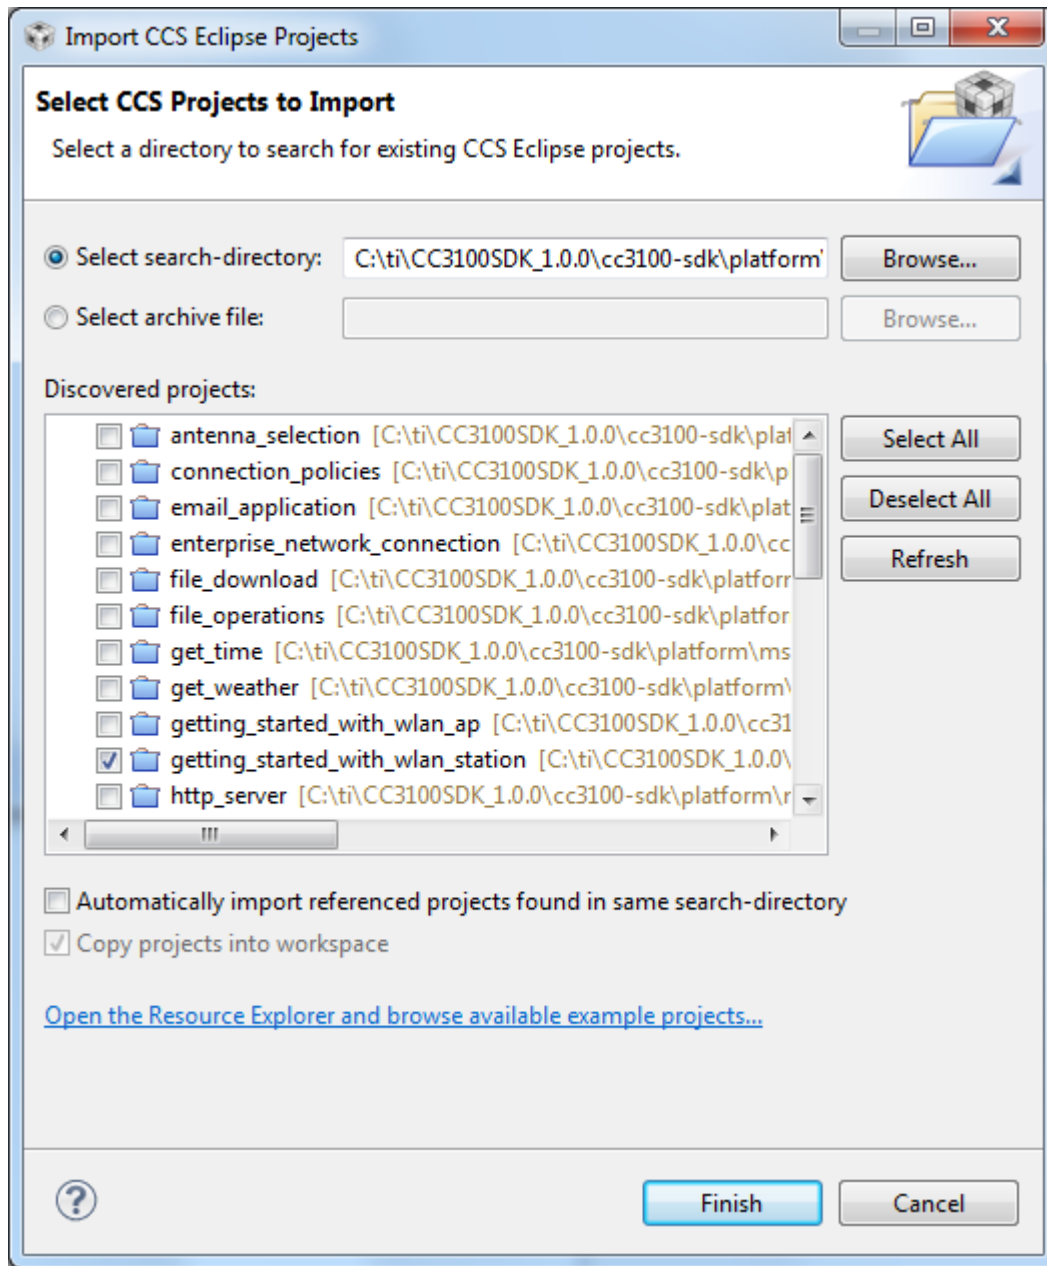 Import CCS Eclipse Projects
Select CCS Projects to Import
Select a directory to search for existing CCS Eclipse projects.
Select search-directory: C:\ti\CC3100SDK_1.0.0\cc3100-sdk\platform' Browse...
Select archive file: Browse...
Discovered projects:
antenna_selection [C:\ti\CC3100SDK_1.0.0\cc3100-sdk\plat Select All
connection_policies [C:\ti\CC3100SDK_1.0.0\cc3100-sdk\p
email_application [C:\ti\CC3100SDK_1.0.0\cc3100-sdk\plat Deselect All
enterprise_network_connection [C:\ti\CC3100SDK_1.0.0\cc
file_download [C:\ti\CC3100SDK_1.0.0\cc3100-sdk\platforr Refresh
file_operations [C:\ti\CC3100SDK_1.0.0\cc3100-sdk\platfor
get_time [C:\ti\CC3100SDK_1.0.0\cc3100-sdk\platform\ms
get_weather [C:\ti\CC3100SDK_1.0.0\cc3100-sdk\platform\
getting_started_with_wlan_ap [C:\ti\CC3100SDK_1.0.0\cc31
getting_started_with_wlan_station [C:\ti\CC3100SDK_1.0.0\
http_server [C:\ti\CC3100SDK_1.0.0\cc3100-sdk\platform\r
Automatically import referenced projects found in same search-directory
Copy projects into workspace
Open the Resource Explorer and browse available example projects...
? Finish Cancel